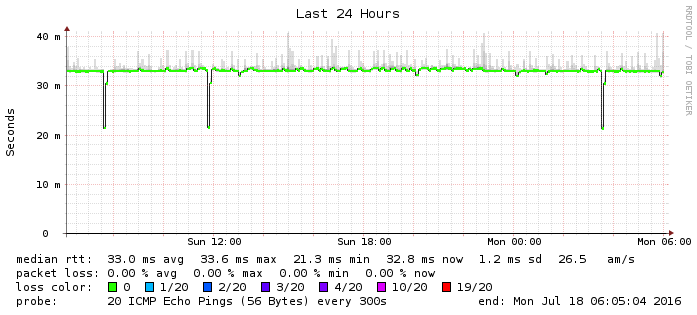 Last 24 Hours
RRDTOOL / TOBI OETIKER
Seconds
40 m
30 m
20 m
10 m
0
Sun 12:00 Sun 18:00 Mon 00:00 Mon 06:00
median rtt: 33.0 ms avg 33.6 ms max 21.3 ms min 32.8 ms now 1.2 ms sd 26.5 am/s
packet loss: 0.00 % avg 0.00 % max 0.00 % min 0.00 % now
loss color: 0 1/20 2/20 3/20 4/20 10/20 19/20
probe: 20 ICMP Echo Pings (56 Bytes) every 300s end: Mon Jul 18 06:05:04 2016